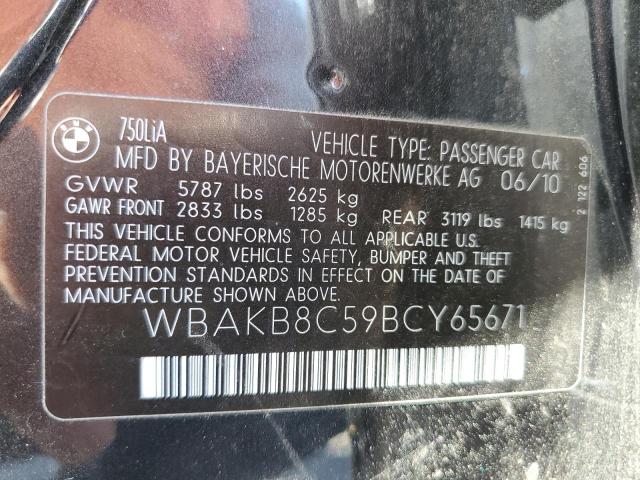 BMW
750LiA
VEHICLE TYPE: PASSENGER CAR
MFD BY BAYERISCHE MOTORENWERKE AG 06/10
GVWR 5787 lbs 2625 kg
GAWR FRONT 2833 lbs 1285 kg REAR 3119 lbs 1415 kg
THIS VEHICLE CONFORMS TO ALL APPLICABLE U.S.
FEDERAL MOTOR VEHICLE SAFETY, BUMPER AND THEFT
PREVENTION STANDARDS IN EFFECT ON THE DATE OF
MANUFACTURE SHOWN ABOVE.
WBAKB8C59BCY65671
2 122 606